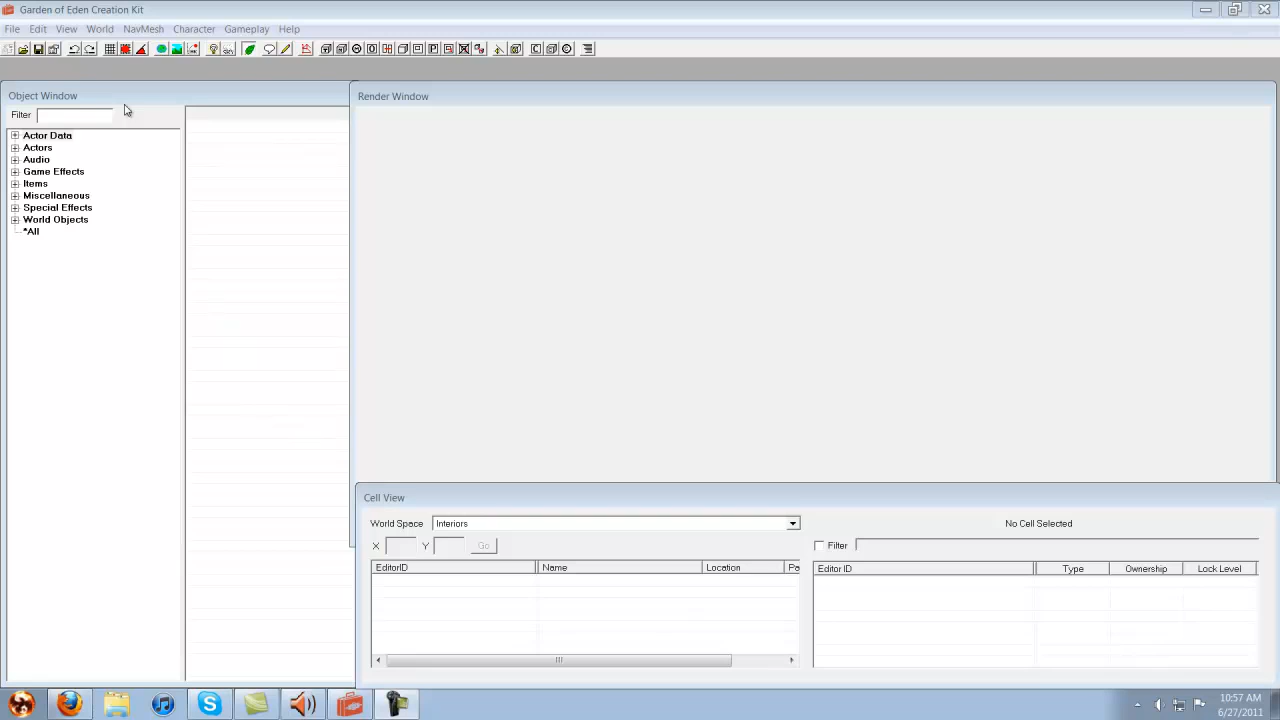 Garden of Eden Creation Kit
File Edit View World NavMesh Character Gameplay Help
Object Window
Render Window
Filter
Actor Data
Actors
Audio
Game Effects
Items
Miscellaneous
Special Effects
World Objects
*All
Cell View
World Space Interiors No Cell Selected
X Y Go Filter
EditorID Name Location Pa
Editor ID Type Ownership Lock Level
10:57 AM
6/27/2011